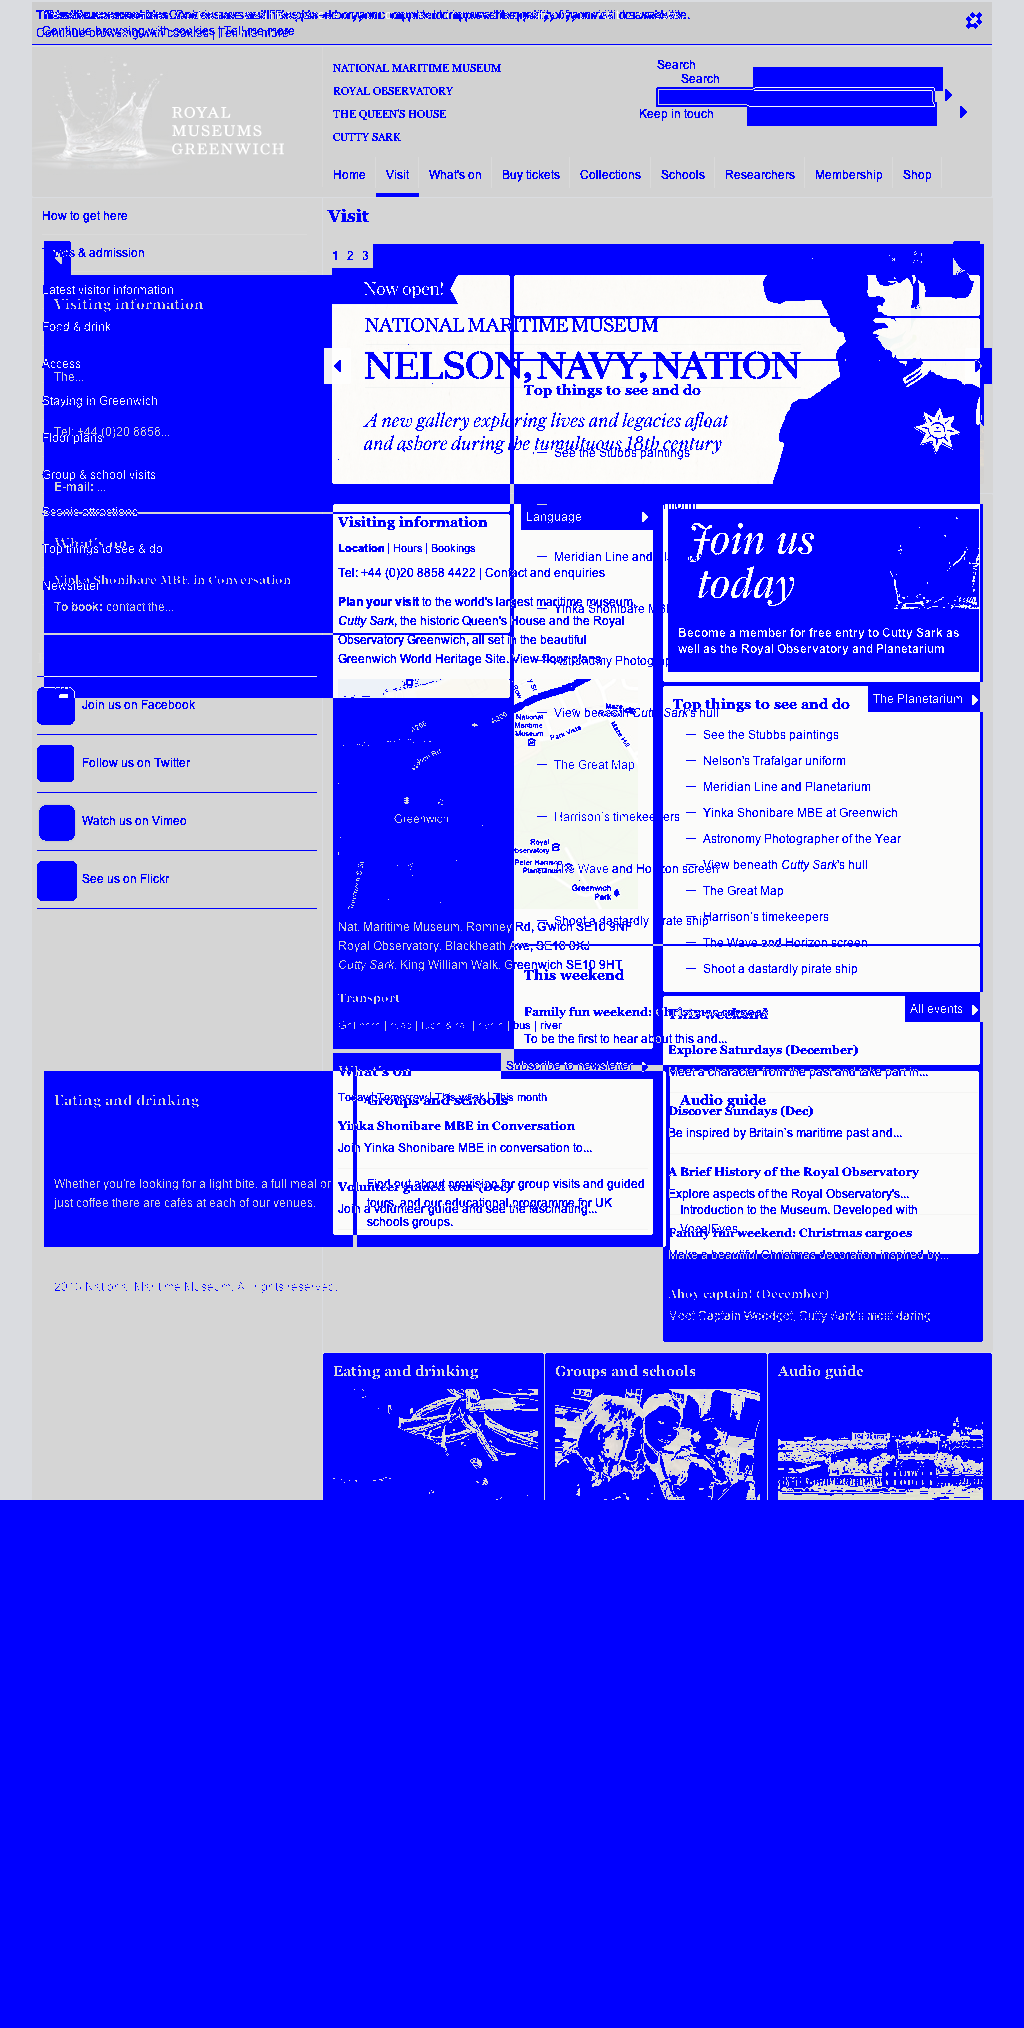 Continue browsing with cookies | Tell me more
ROYAL
MUSEUMS
GREENWICH
NATIONAL MARITIME MUSEUM
ROYAL OBSERVATORY
THE QUEEN'S HOUSE
CUTTY SARK
Search
Search
Keep in touch
Home
Visit
What's on
Buy tickets
Collections
Schools
Researchers
Membership
Shop
How to get here
& admission
Latest visitor information
Visiting information
Food & drink
Access
The...
Staying in Greenwich
Tel: +44 (0)20 8858...
Floor plans
Group & school visits
E-mail: ...
Scenic attractions
What's on
Top things to see & do
Yinka Shonibare MBE in Conversation
Newsletter
To book: contact the...
Join us on Facebook
Follow us on Twitter
Watch us on Vimeo
See us on Flickr
Visit
1 2 3
Now open!
NATIONAL MARITIME MUSEUM
NELSON, NAVY, NATION
Top things to see and do
A new gallery exploring lives and legacies afloat
and ashore during the tumultuous 18th century
See the Stubbs paintings
Language
Meridian Line and
Yinka Shonibare MBE
Astronomy Photograp
View beneath Cutty Sark's hull
The Great Map
Harrison's timekeepers
The Wave and Horizon screen
Shoot a dastardly pirate ship
Visiting information
Location | Hours | Bookings
Tel: +44 (0)20 8858 4422 | Contact and enquiries
Plan your visit to the world's largest maritime museum,
Cutty Sark, the historic Queen's House and the Royal
Observatory Greenwich, all set in the beautiful
Greenwich World Heritage Site. View floor plans
A206
A200
National
Maritime
Museum
Park Vista
Maze Hill
Greenwich
Royal
Observatory
Peter Harrison
Planetarium
Greenwich
Park
Nat. Maritime Museum, Romney Rd, G'wich SE10 9NF
Royal Observatory, Blackheath Ave, SE10 8XJ
Cutty Sark, King William Walk, Greenwich SE10 9HT
Transport
| bus | river
This weekend
Family fun weekend: Christmas cargoes
To be the first to hear about this and...
Subscribe to newsletter
Join us
today
Become a member for free entry to Cutty Sark as
well as the Royal Observatory and Planetarium
Top things to see and do
The Planetarium
— See the Stubbs paintings
— Nelson's Trafalgar uniform
— Meridian Line and Planetarium
— Yinka Shonibare MBE at Greenwich
— Astronomy Photographer of the Year
— View beneath Cutty Sark's hull
— The Great Map
— Harrison's timekeepers
— The Wave and Horizon screen
— Shoot a dastardly pirate ship
This weekend
All events
Explore Saturdays (December)
Meet a character from the past and take part in...
Discover Sundays (Dec)
Be inspired by Britain's maritime past and...
A Brief History of the Royal Observatory
Explore aspects of the Royal Observatory's...
Family fun weekend: Christmas cargoes
Make a beautiful Christmas decoration inspired by...
Ahoy captain! (December)
Meet Captain Woodget, Cutty Sark's most daring
Audio guide
Introduction to the Museum. Developed with
VocalEyes
What's on
Today | Tomorrow | This week | This month
Yinka Shonibare MBE in Conversation
Join Yinka Shonibare MBE in conversation to...
Volunteer guided tour (Dec)
Join a volunteer guide and see the fascinating...
Groups and schools
Find out about provision for group visits and guided
tours, and our educational programme for UK
schools groups.
Eating and drinking
Whether you're looking for a light bite, a full meal or
just coffee there are cafés at each of our venues.
National Maritime Museum. All rights reserved.
Eating and drinking
Groups and schools
Audio guide